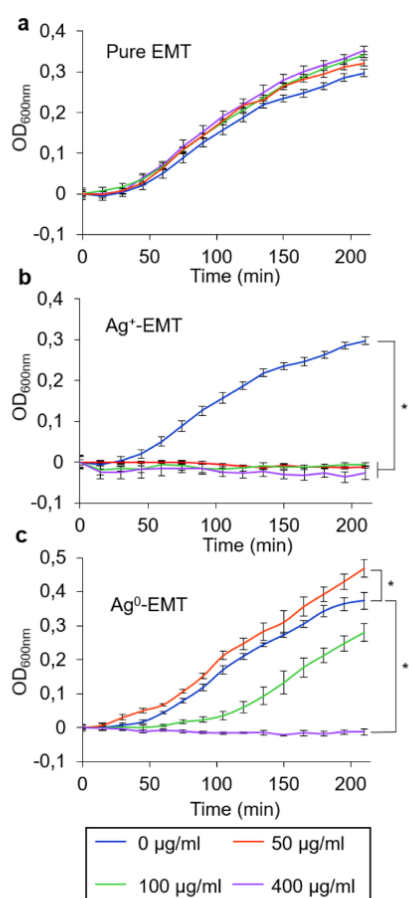 a
Pure EMT
0,4
0,3
0,2
0,1
0
-0,1
OD600nm
0 50 100 150 200
Time (min)
b
Ag⁺-EMT
0,4
0,3
0,2
0,1
0
0,1
OD600nm
0 50 100 150 200
Time (min)
*
c
Ag⁰-EMT
0,5
0,4
0,3
0,2
0,1
0
-0,1
OD600nm
0 50 100 150 200
Time (min)
*
*
0 µg/ml 50 µg/ml
100 µg/ml 400 µg/ml